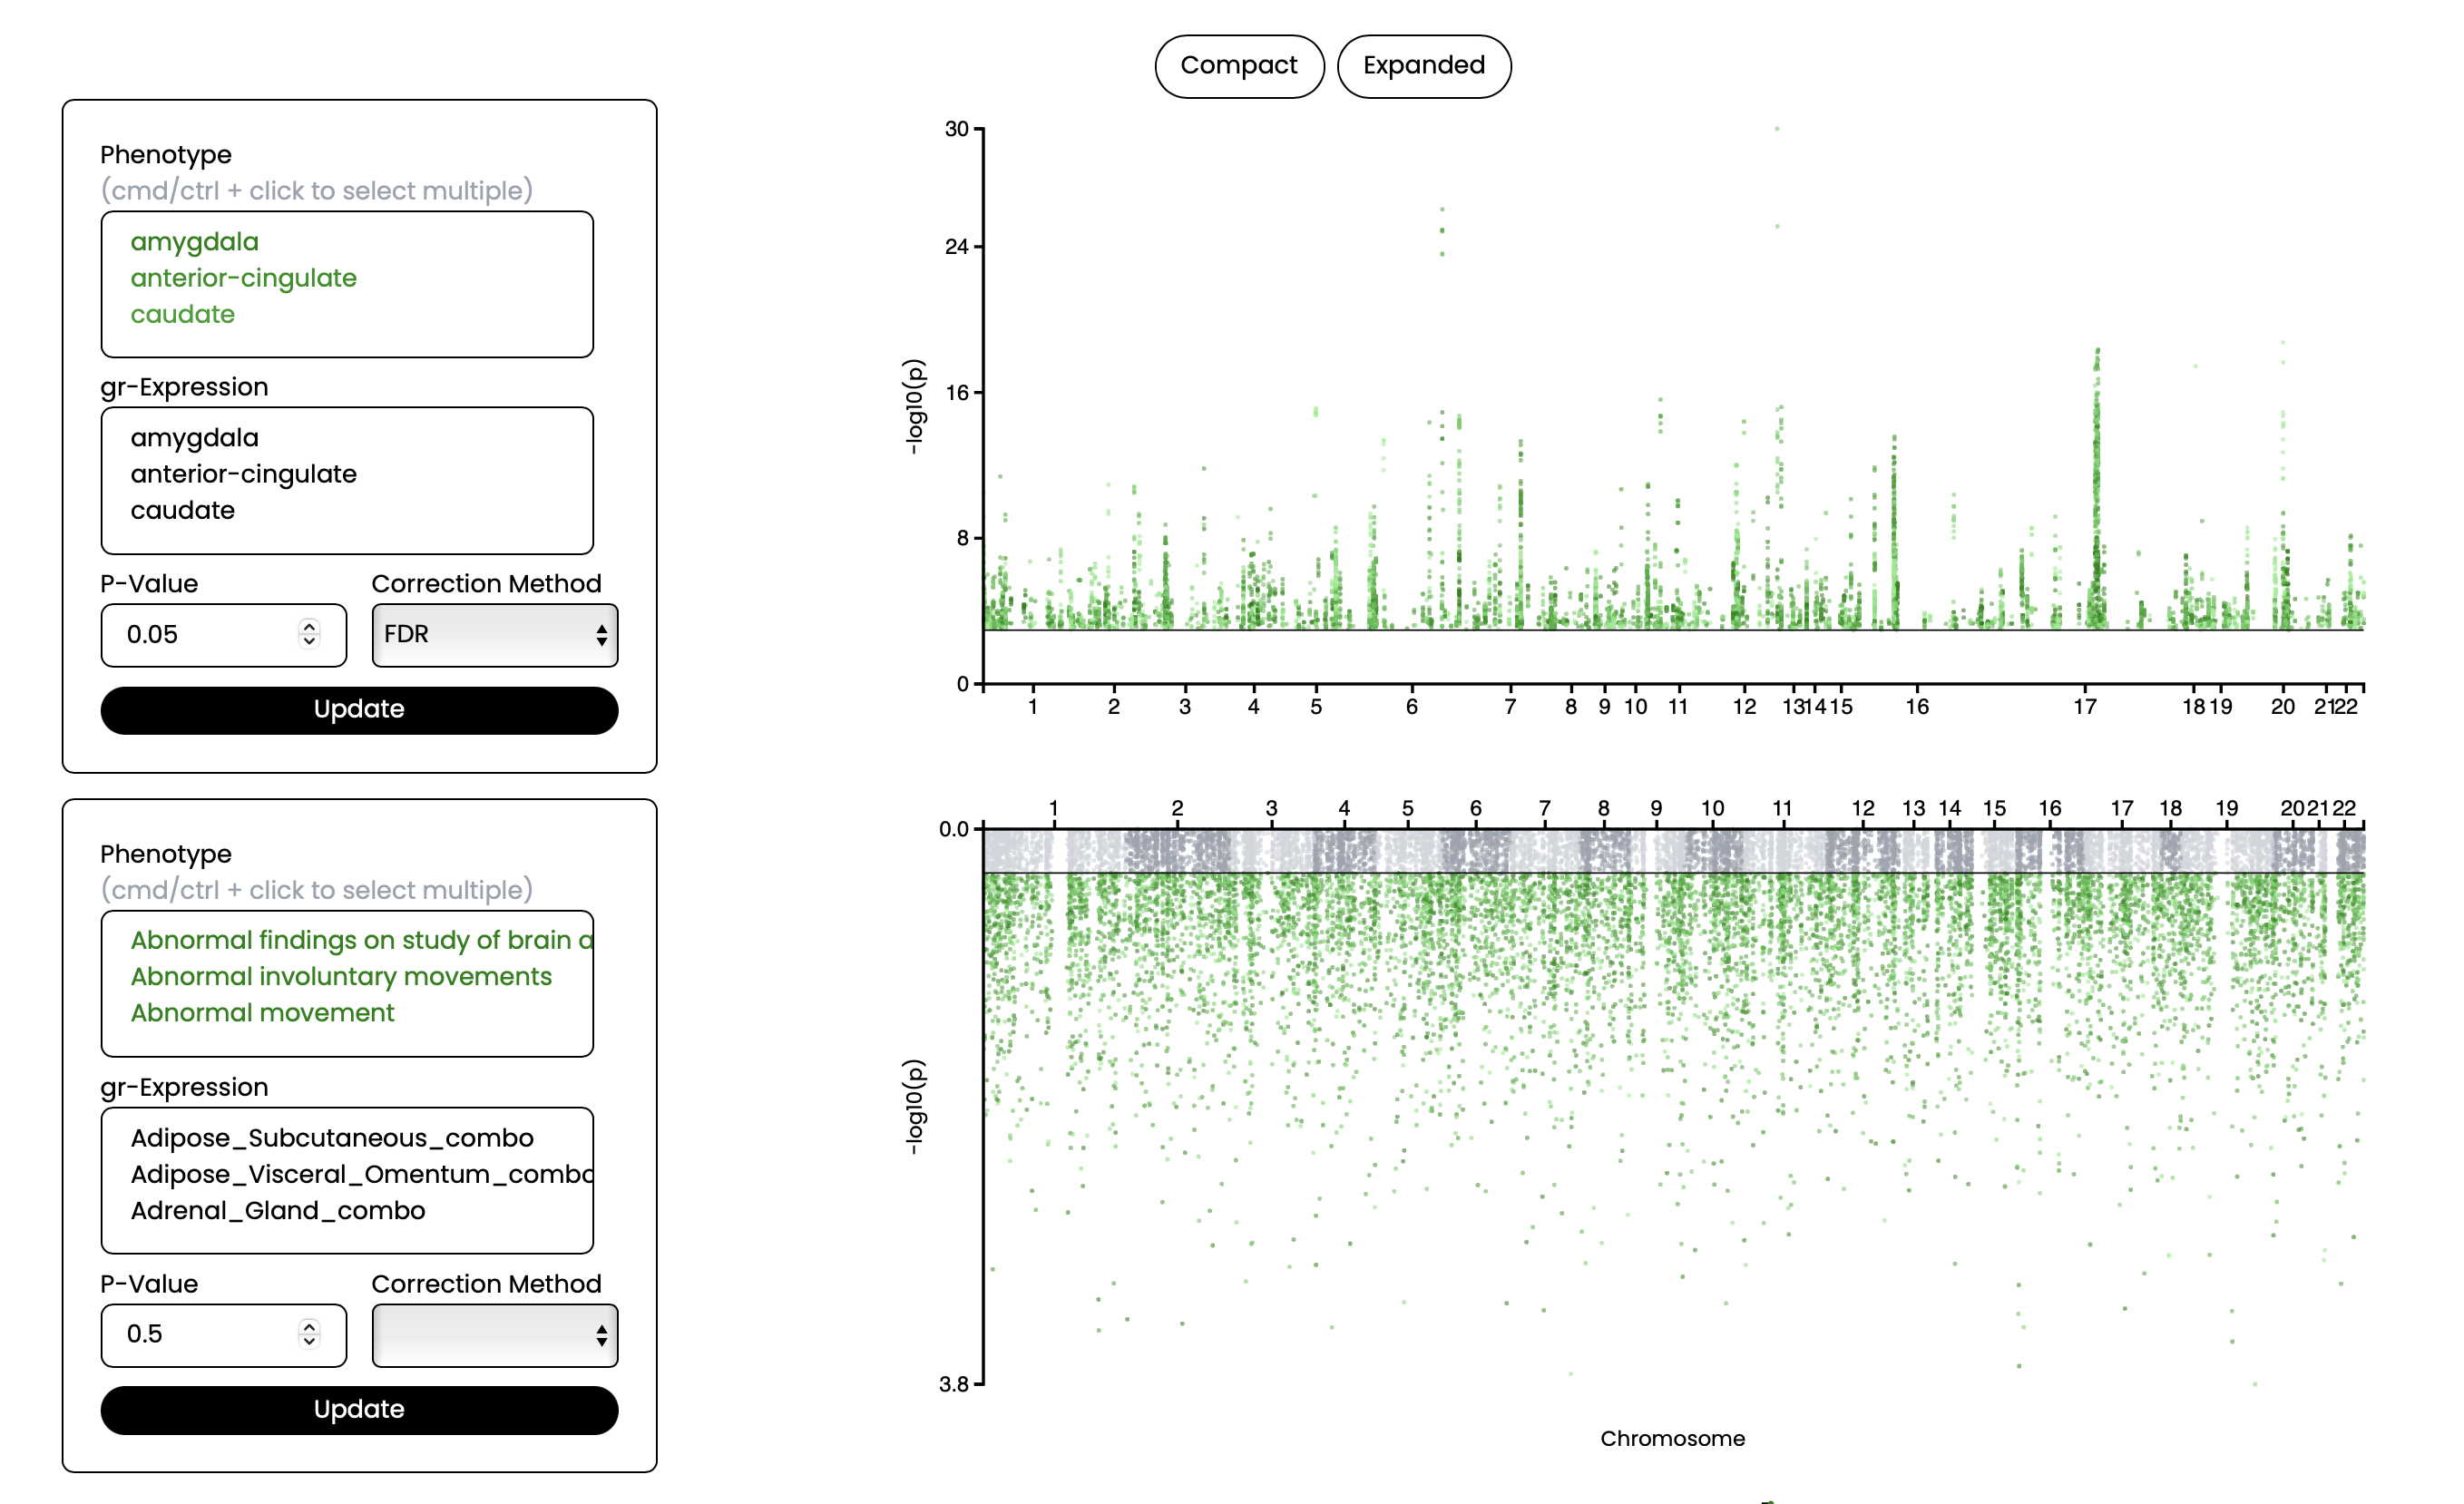 Compact Expanded
Phenotype
(cmd/ctrl + click to select multiple)
amygdala
anterior-cingulate
caudate
gr-Expression
amygdala
anterior-cingulate
caudate
P-Value Correction Method
0.05 FDR
Update
30
24
16
8
0
-log10(p)
1 2 3 4 5 6 7 8 9 10 11 12 13 14 15 16 17 18 19 20 21 22
Phenotype
(cmd/ctrl + click to select multiple)
Abnormal findings on study of brain a
Abnormal involuntary movements
Abnormal movement
gr-Expression
Adipose_Subcutaneous_combo
Adipose_Visceral_Omentum_combo
Adrenal_Gland_combo
P-Value Correction Method
0.5
Update
1 2 3 4 5 6 7 8 9 10 11 12 13 14 15 16 17 18 19 20 21 22
0.0
3.8
-log10(p)
Chromosome